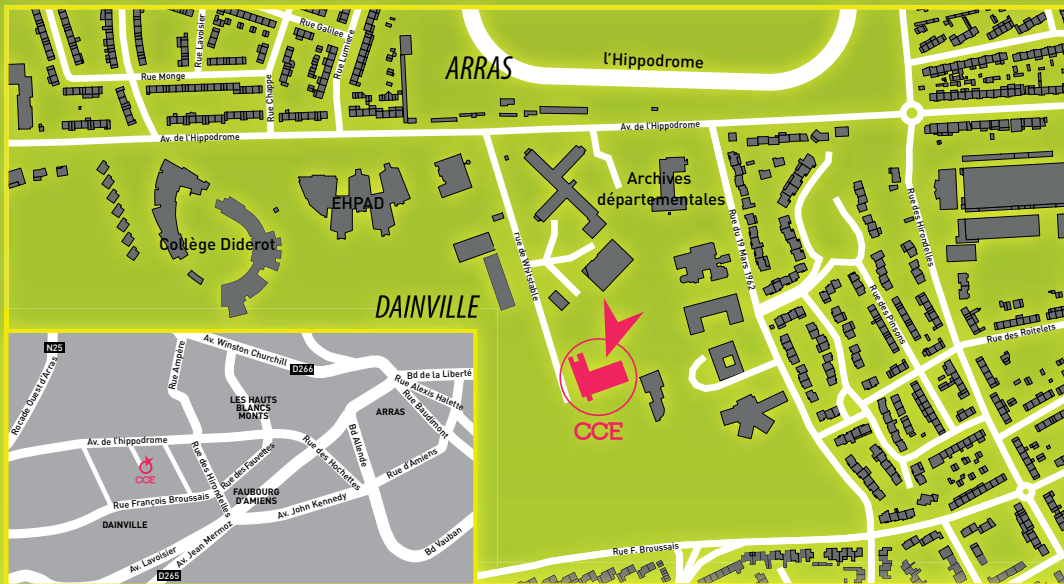 Rue Galilee
Rue Lavoisier
Rue Lumière
Rue Monge
Rue Chappe
ARRAS
l'Hippodrome
Av. de l'Hippodrome
Av. de l'Hippodrome
Archives
départementales
EHPAD
Collège Diderot
rue de Whitstable
Rue du 19 Mars 1962
Rue des Hirondelles
Rue des Pinsons
Rue des Roitelets
DAINVILLE
CCE
Rue F. Broussais
N25
Rocade Ouest d'Arras
Rue Ampère
Av. Winston Churchill
D266
Bd de la Liberté
Rue Alexis Halette
Rue Baudimont
LES HAUTS
BLANCS
MONTS
ARRAS
Av. de l'hippodrome
Bd Allende
CCE
Rue des Hirondelles
Rue des Fauvettes
Rue des Hochettes
Rue d'Amiens
Rue François Broussais
FAUBOURG
D'AMIENS
Av. John Kennedy
DAINVILLE
Av. Lavoisier
Av. Jean Mermoz
Bd Vauban
D265